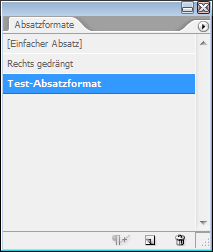 Absatzformate
[Einfacher Absatz]
Rechts gedrängt
Test-Absatzformat